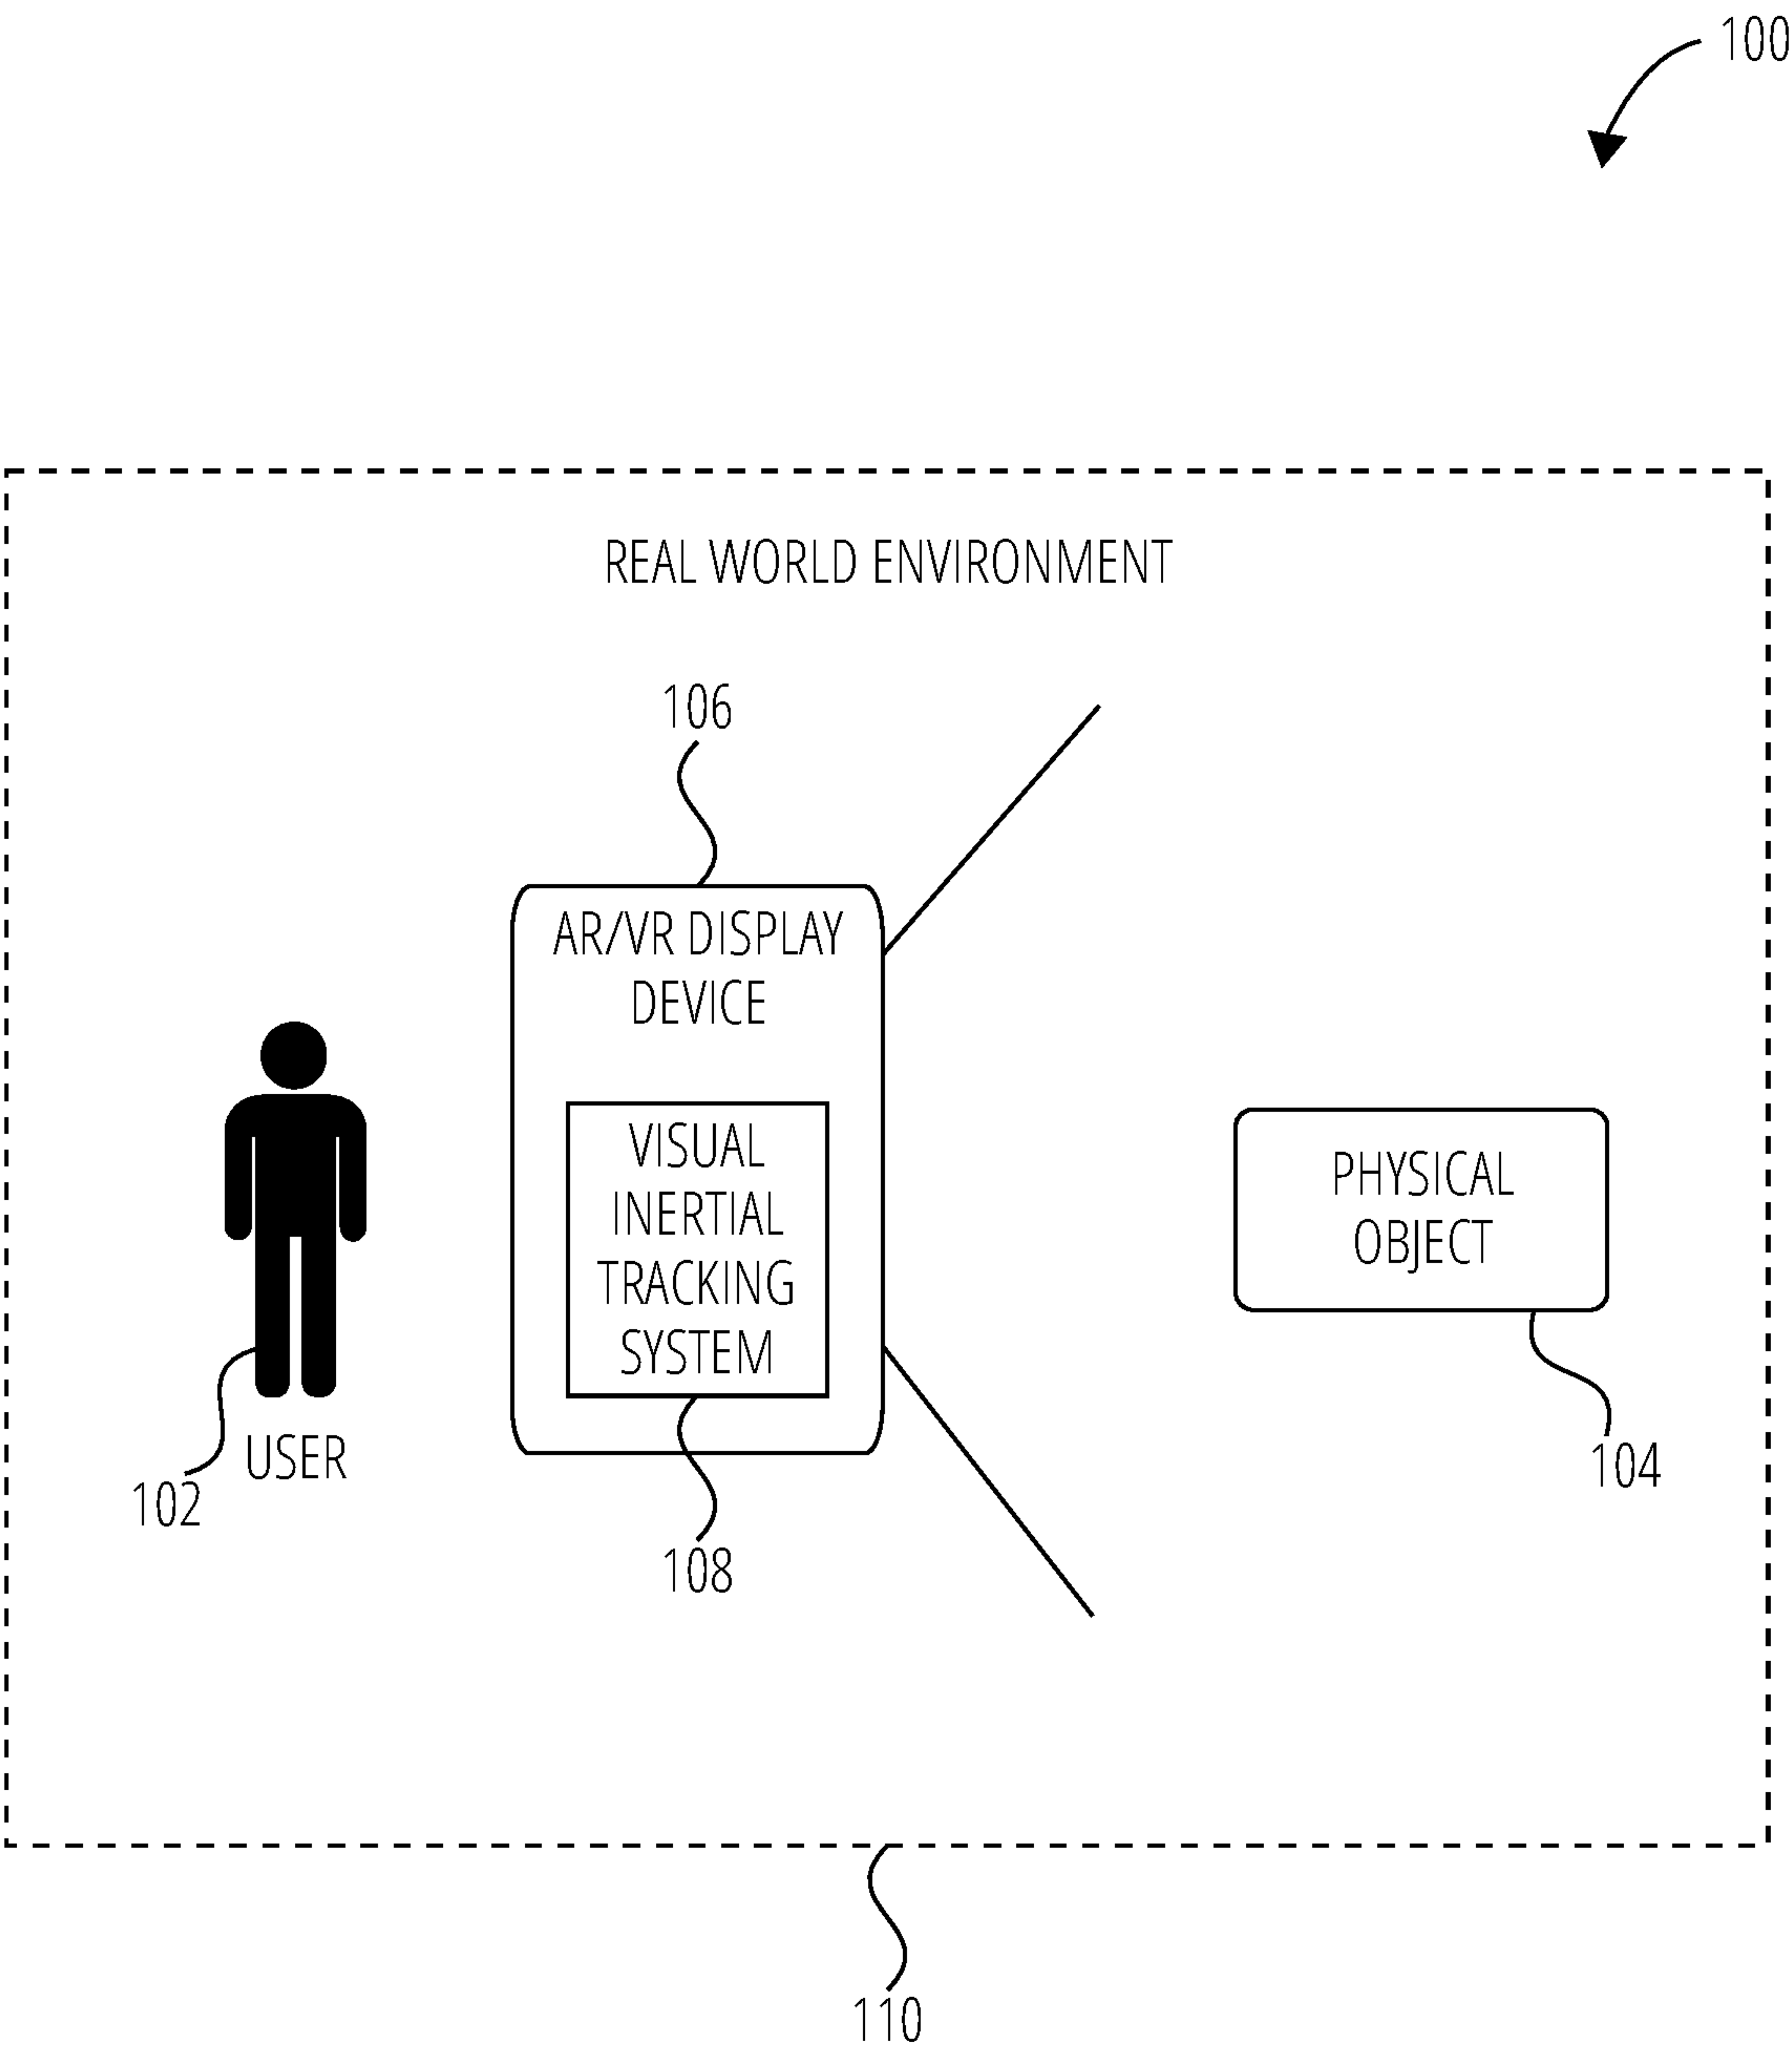 100
REAL WORLD ENVIRONMENT
106
AR/VR DISPLAY
DEVICE
VISUAL
INERTIAL
TRACKING
SYSTEM
PHYSICAL
OBJECT
USER
102
104
108
110